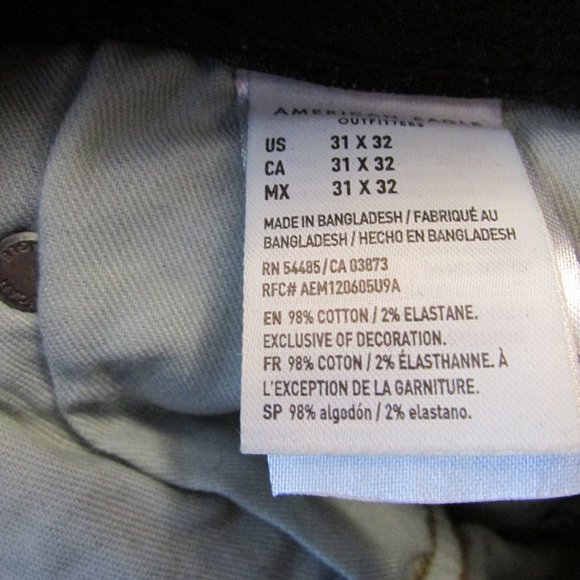 AMERICAN EAGLE
OUTFITTERS
US 31 X 32
CA 31 X 32
MX 31 X 32
MADE IN BANGLADESH / FABRIQUÉ AU
BANGLADESH / HECHO EN BANGLADESH
RN 54485 / CA 03873
RFC# AEM120605U9A
EN 98% COTTON / 2% ELASTANE.
EXCLUSIVE OF DECORATION.
FR 98% COTON / 2% ÉLASTHANNE. À
L'EXCEPTION DE LA GARNITURE.
SP 98% algodón / 2% elastano.